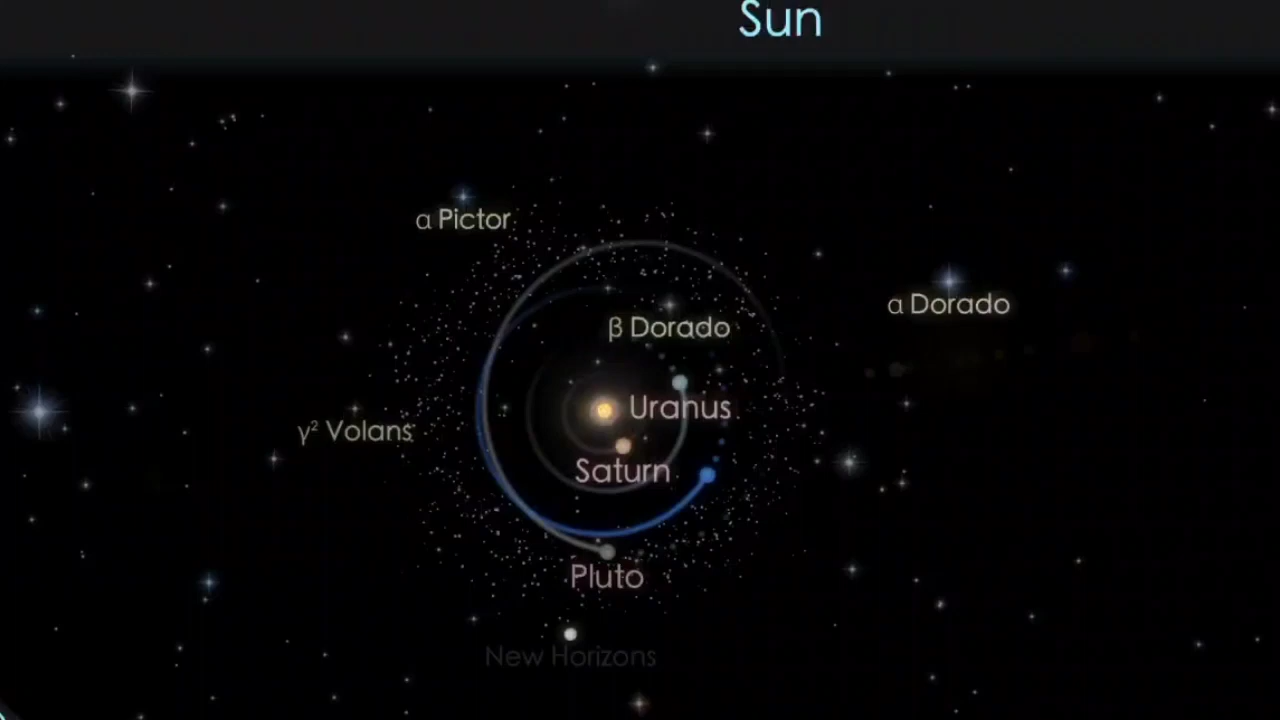 Sun
α Pictor
α Dorado
β Dorado
Uranus
γ² Volans
Saturn
Pluto
New Horizons